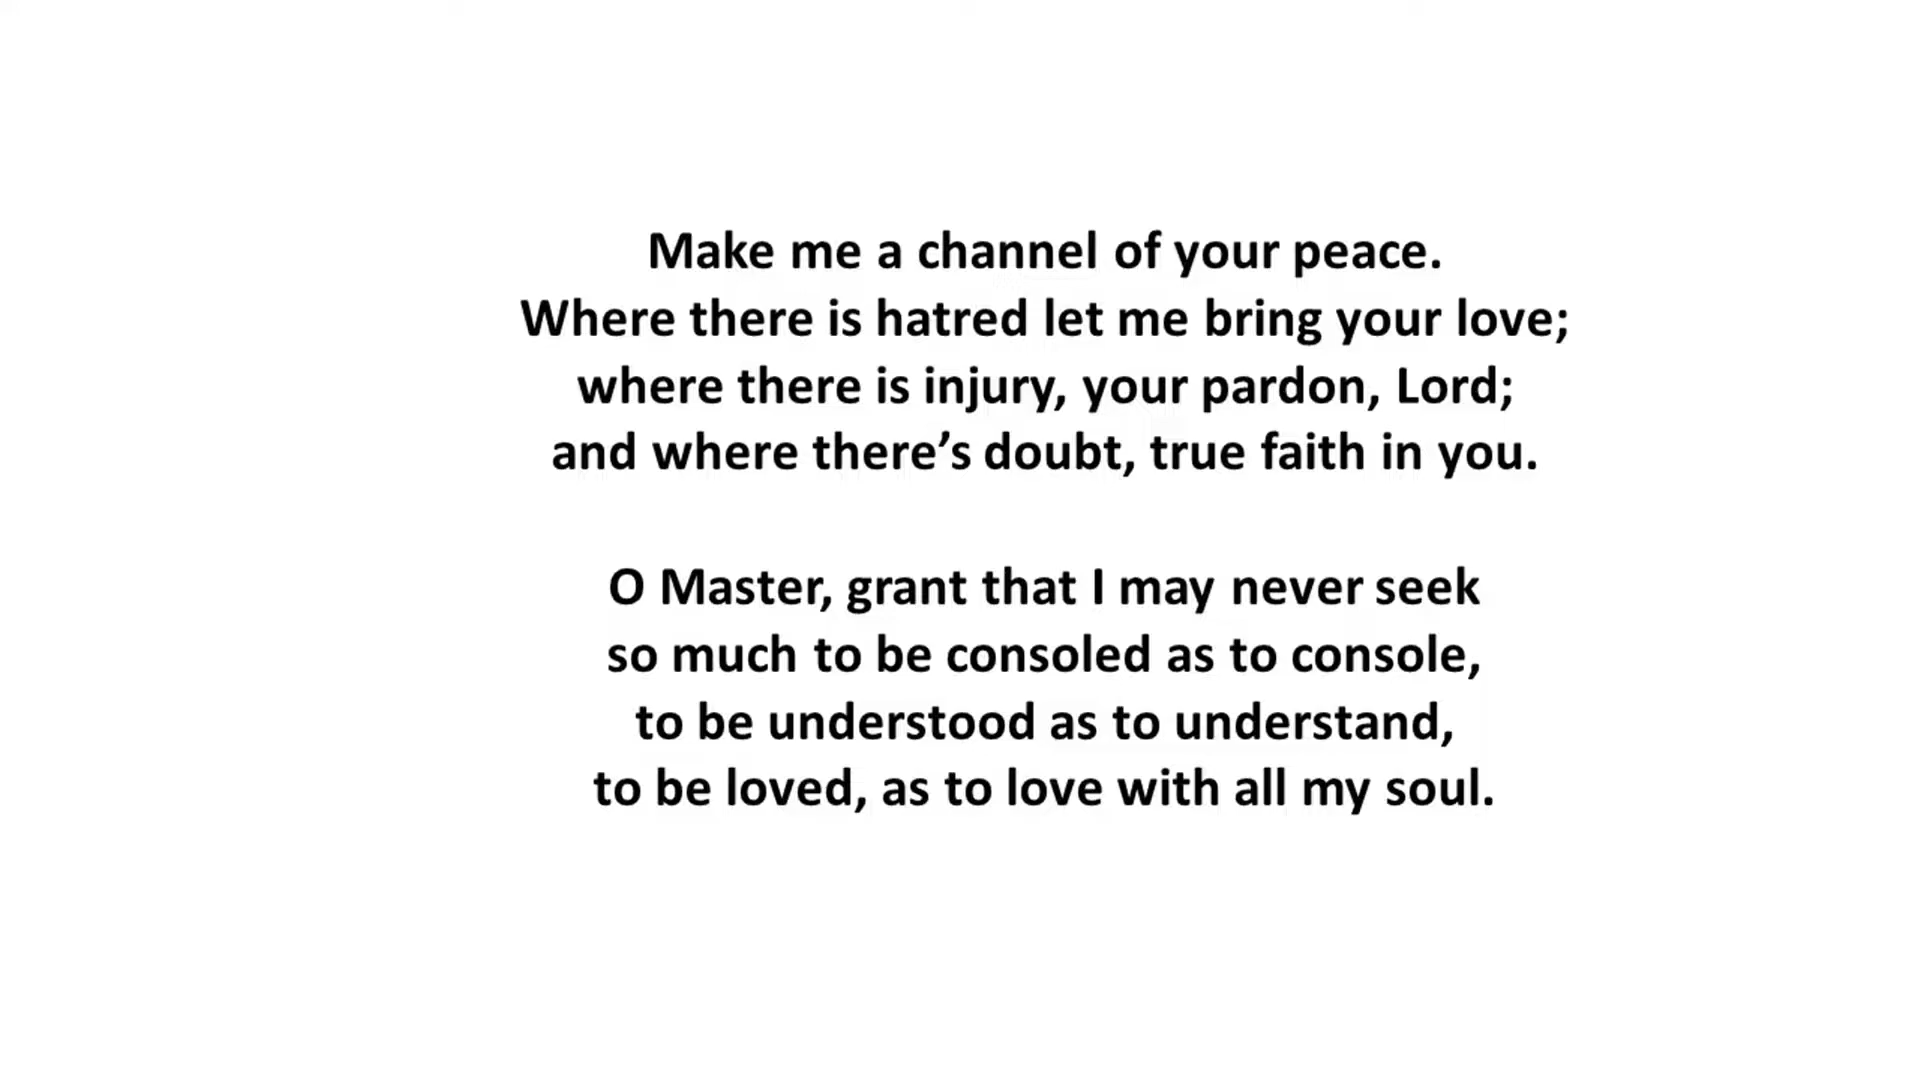 Make me a channel of your peace.
Where there is hatred let me bring your love;
where there is injury, your pardon, Lord;
and where there’s doubt, true faith in you.
O Master, grant that I may never seek
so much to be consoled as to console,
to be understood as to understand,
to be loved, as to love with all my soul.